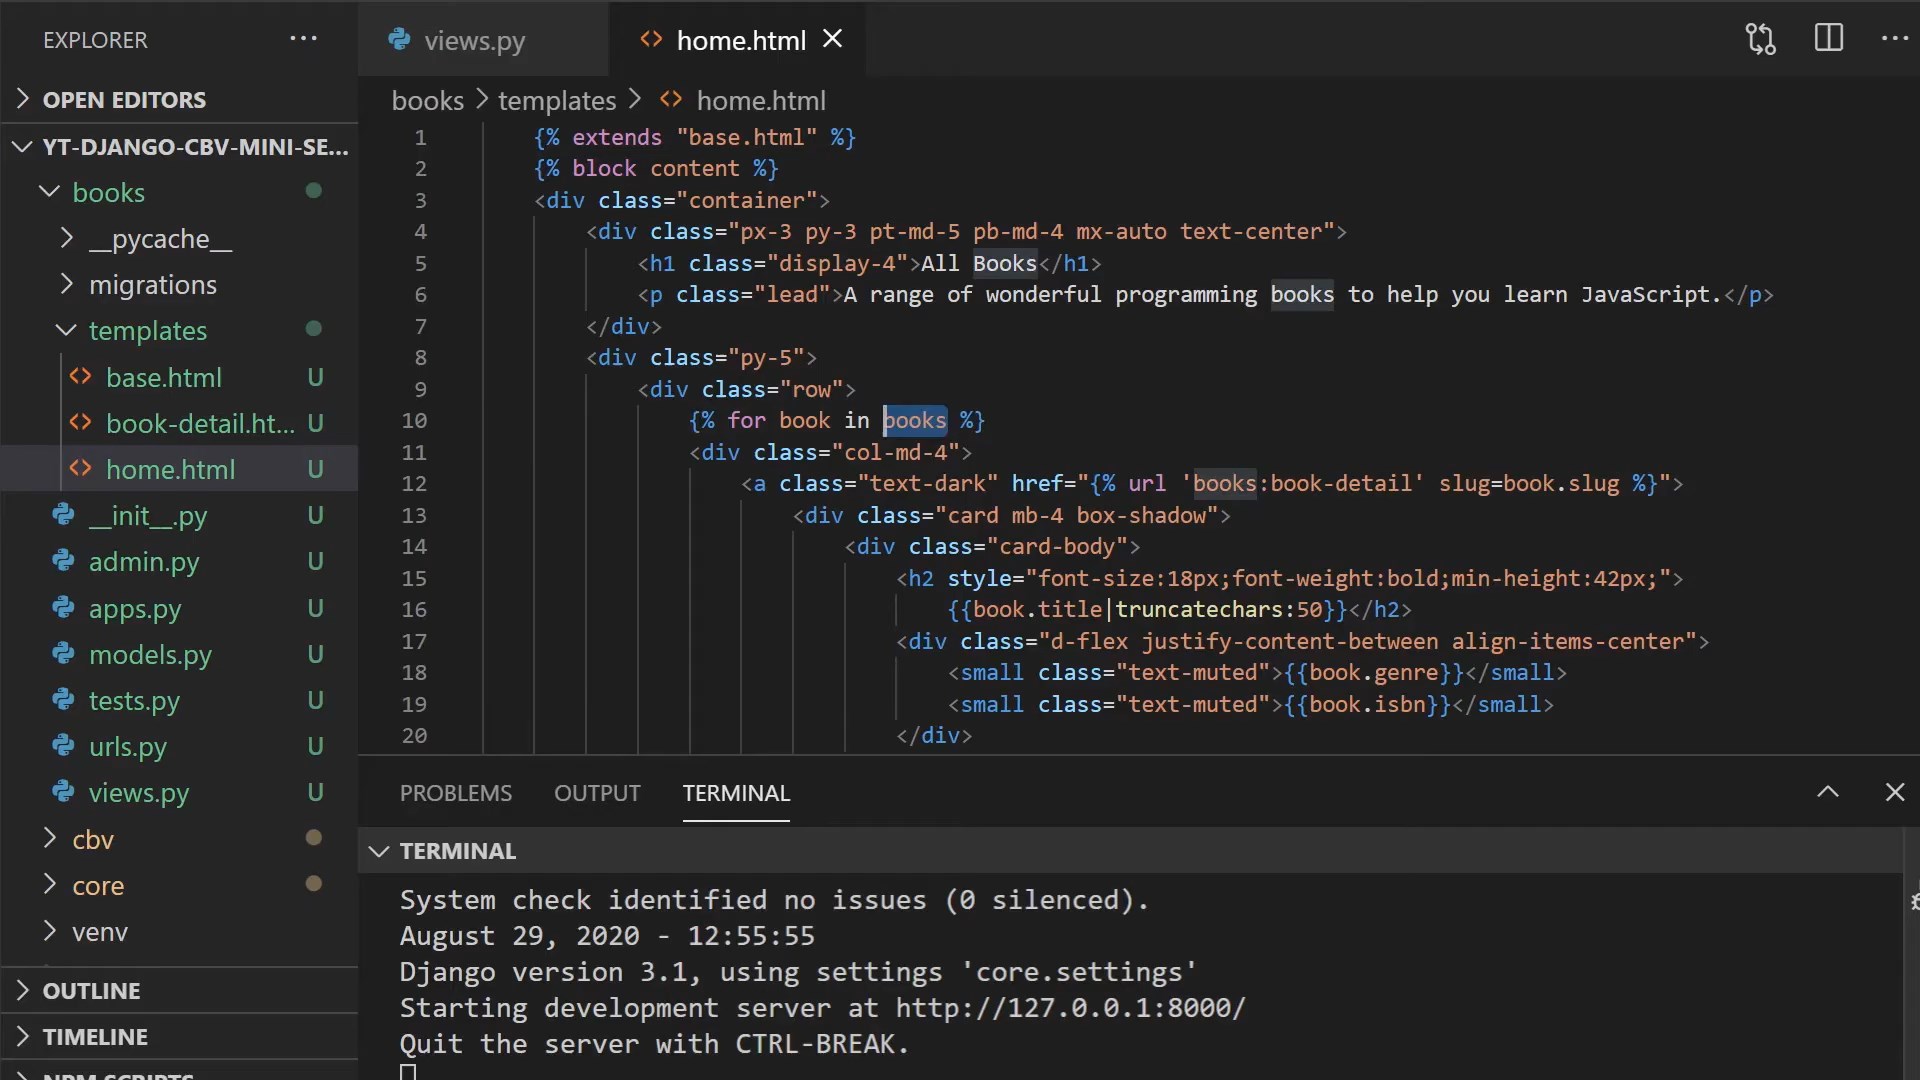 EXPLORER
OPEN EDITORS
YT-DJANGO-CBV-MINI-SE...
books
__pycache__
migrations
templates
base.html U
book-detail.ht... U
home.html U
__init__.py U
admin.py U
apps.py U
models.py U
tests.py U
urls.py U
views.py U
cbv
core
venv
OUTLINE
TIMELINE
NPM SCRIPTS
views.py
home.html
books > templates > home.html
1 {% extends "base.html" %}
2 {% block content %}
3 <div class="container">
4 <div class="px-3 py-3 pt-md-5 pb-md-4 mx-auto text-center">
5 <h1 class="display-4">All Books</h1>
6 <p class="lead">A range of wonderful programming books to help you learn JavaScript.</p>
7 </div>
8 <div class="py-5">
9 <div class="row">
10 {% for book in books %}
11 <div class="col-md-4">
12 <a class="text-dark" href="{% url 'books:book-detail' slug=book.slug %}">
13 <div class="card mb-4 box-shadow">
14 <div class="card-body">
15 <h2 style="font-size:18px;font-weight:bold;min-height:42px;">
16 {{book.title|truncatechars:50}}</h2>
17 <div class="d-flex justify-content-between align-items-center">
18 <small class="text-muted">{{book.genre}}</small>
19 <small class="text-muted">{{book.isbn}}</small>
20 </div>
PROBLEMS OUTPUT TERMINAL
TERMINAL
System check identified no issues (0 silenced).
August 29, 2020 - 12:55:55
Django version 3.1, using settings 'core.settings'
Starting development server at http://127.0.0.1:8000/
Quit the server with CTRL-BREAK.